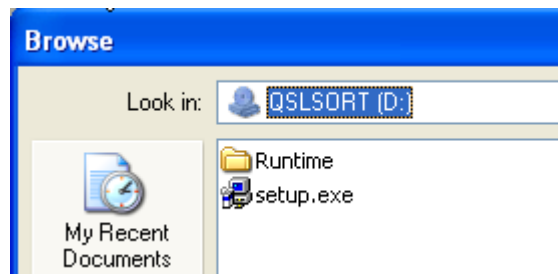 Browse
Look in: QSLSORT (D:)
Runtime
setup.exe
My Recent
Documents